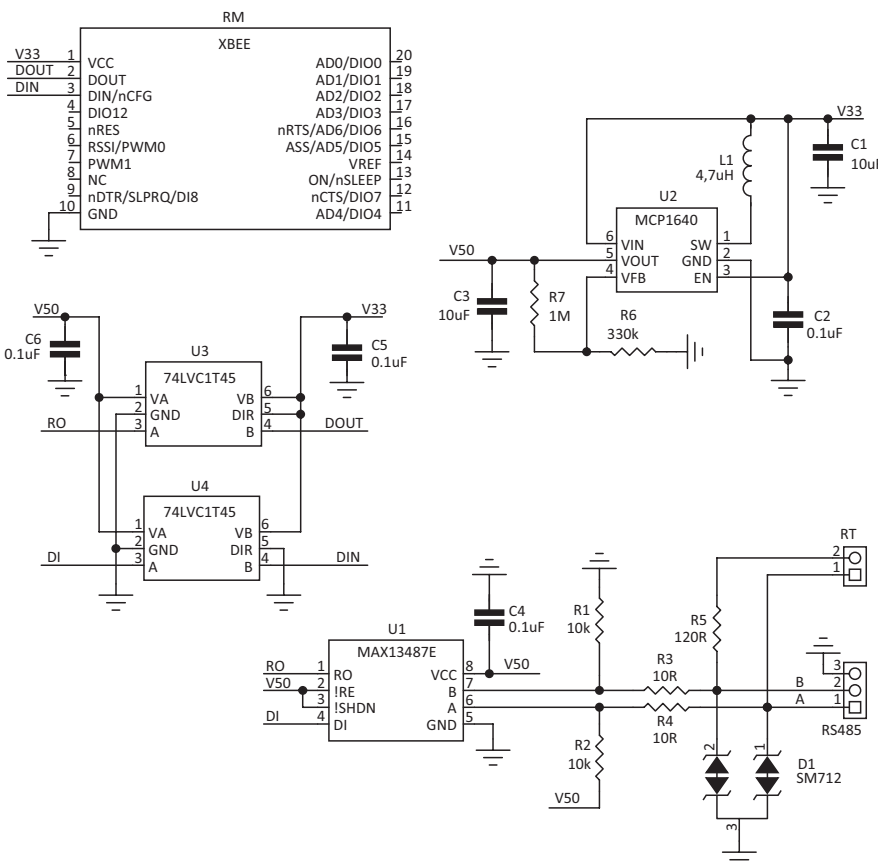 RM
XBEE
V33 1 VCC AD0/DIO0 20
DOUT 2 DOUT AD1/DIO1 19
DIN 3 DIN/nCFG AD2/DIO2 18
4 DIO12 AD3/DIO3 17
5 nRES nRTS/AD6/DIO6 16
6 RSSI/PWM0 ASS/AD5/DIO5 15
7 PWM1 VREF 14
8 NC ON/nSLEEP 13
9 nDTR/SLPRQ/DI8 nCTS/DIO7 12
10 GND AD4/DIO4 11
V33
L1
4,7uH
C1
10uF
U2
MCP1640
6 VIN SW 1
V50 5 VOUT GND 2
4 VFB EN 3
C3
10uF
R7
1M
R6
330k
C2
0.1uF
V50
V33
C6
0.1uF
C5
0.1uF
U3
74LVC1T45
1 VA VB 6
2 GND DIR 5
RO 3 A B 4 DOUT
U4
74LVC1T45
1 VA VB 6
2 GND DIR 5
DI 3 A B 4 DIN
RT
2
1
C4
0.1uF
R1
10k
R5
120R
U1
MAX13487E
RO 1 RO VCC 8 V50
V50 2 !RE B 7
3 !SHDN A 6
DI 4 DI GND 5
R3
10R
R4
10R
R2
10k
V50
3
B 2
A 1
RS485
2
1
D1
SM712
3